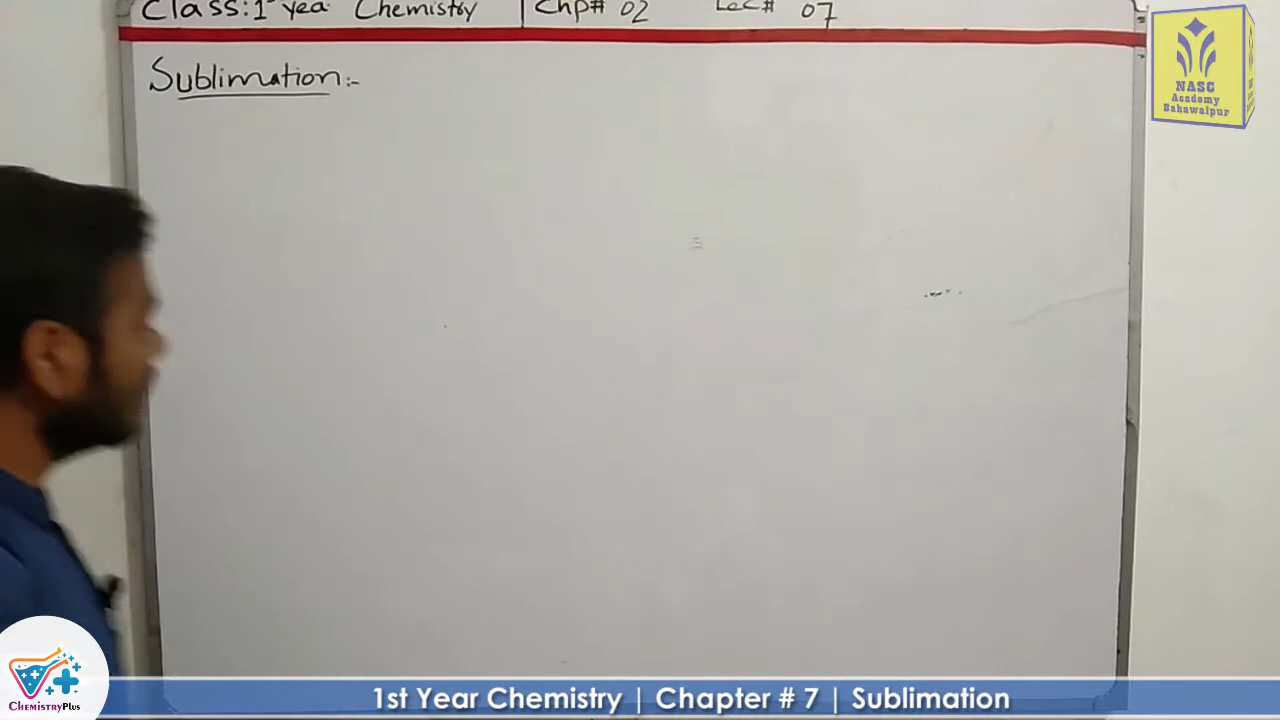 Class: 1st year Chemistry | Chp# 02 Lec# 07
Sublimation:-
NASC
Academy
Bahawalpur
ChemistryPlus
1st Year Chemistry | Chapter # 7 | Sublimation